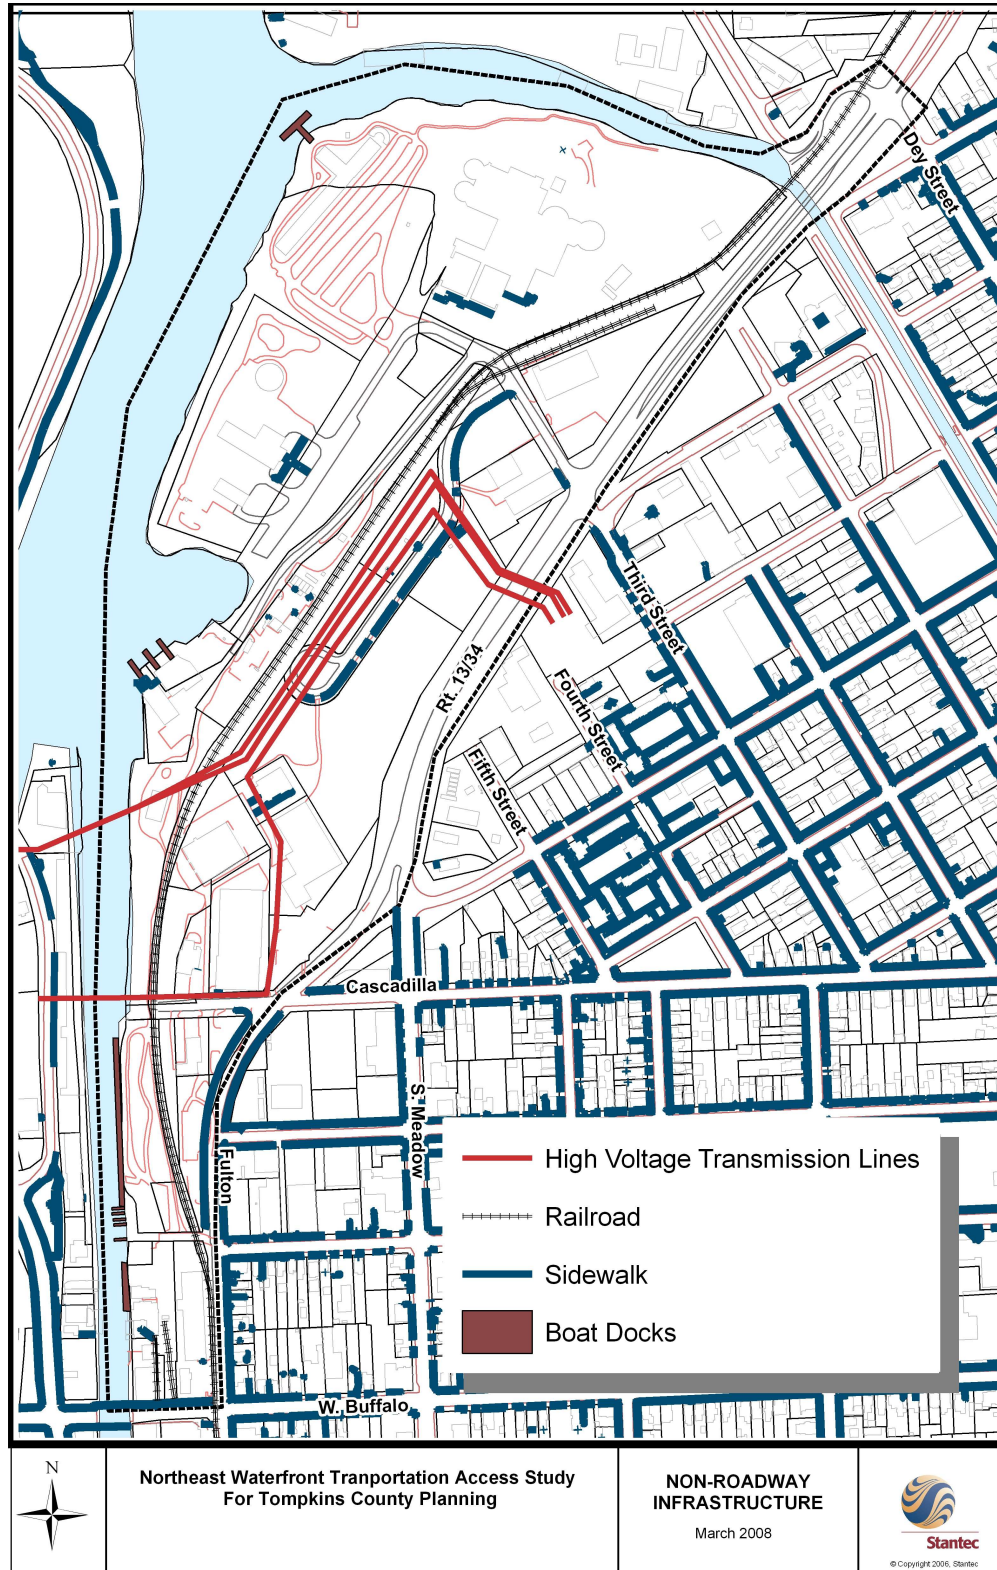 Dey Street
Third Street
Rt. 13/34
Fourth Street
Fifth Street
Cascadilla
S. Meadow
Fulton
W. Buffalo
High Voltage Transmission Lines
Railroad
Sidewalk
Boat Docks
N
Northeast Waterfront Tranportation Access Study
For Tompkins County Planning
NON-ROADWAY
INFRASTRUCTURE
March 2008
Stantec
© Copyright 2006, Stantec